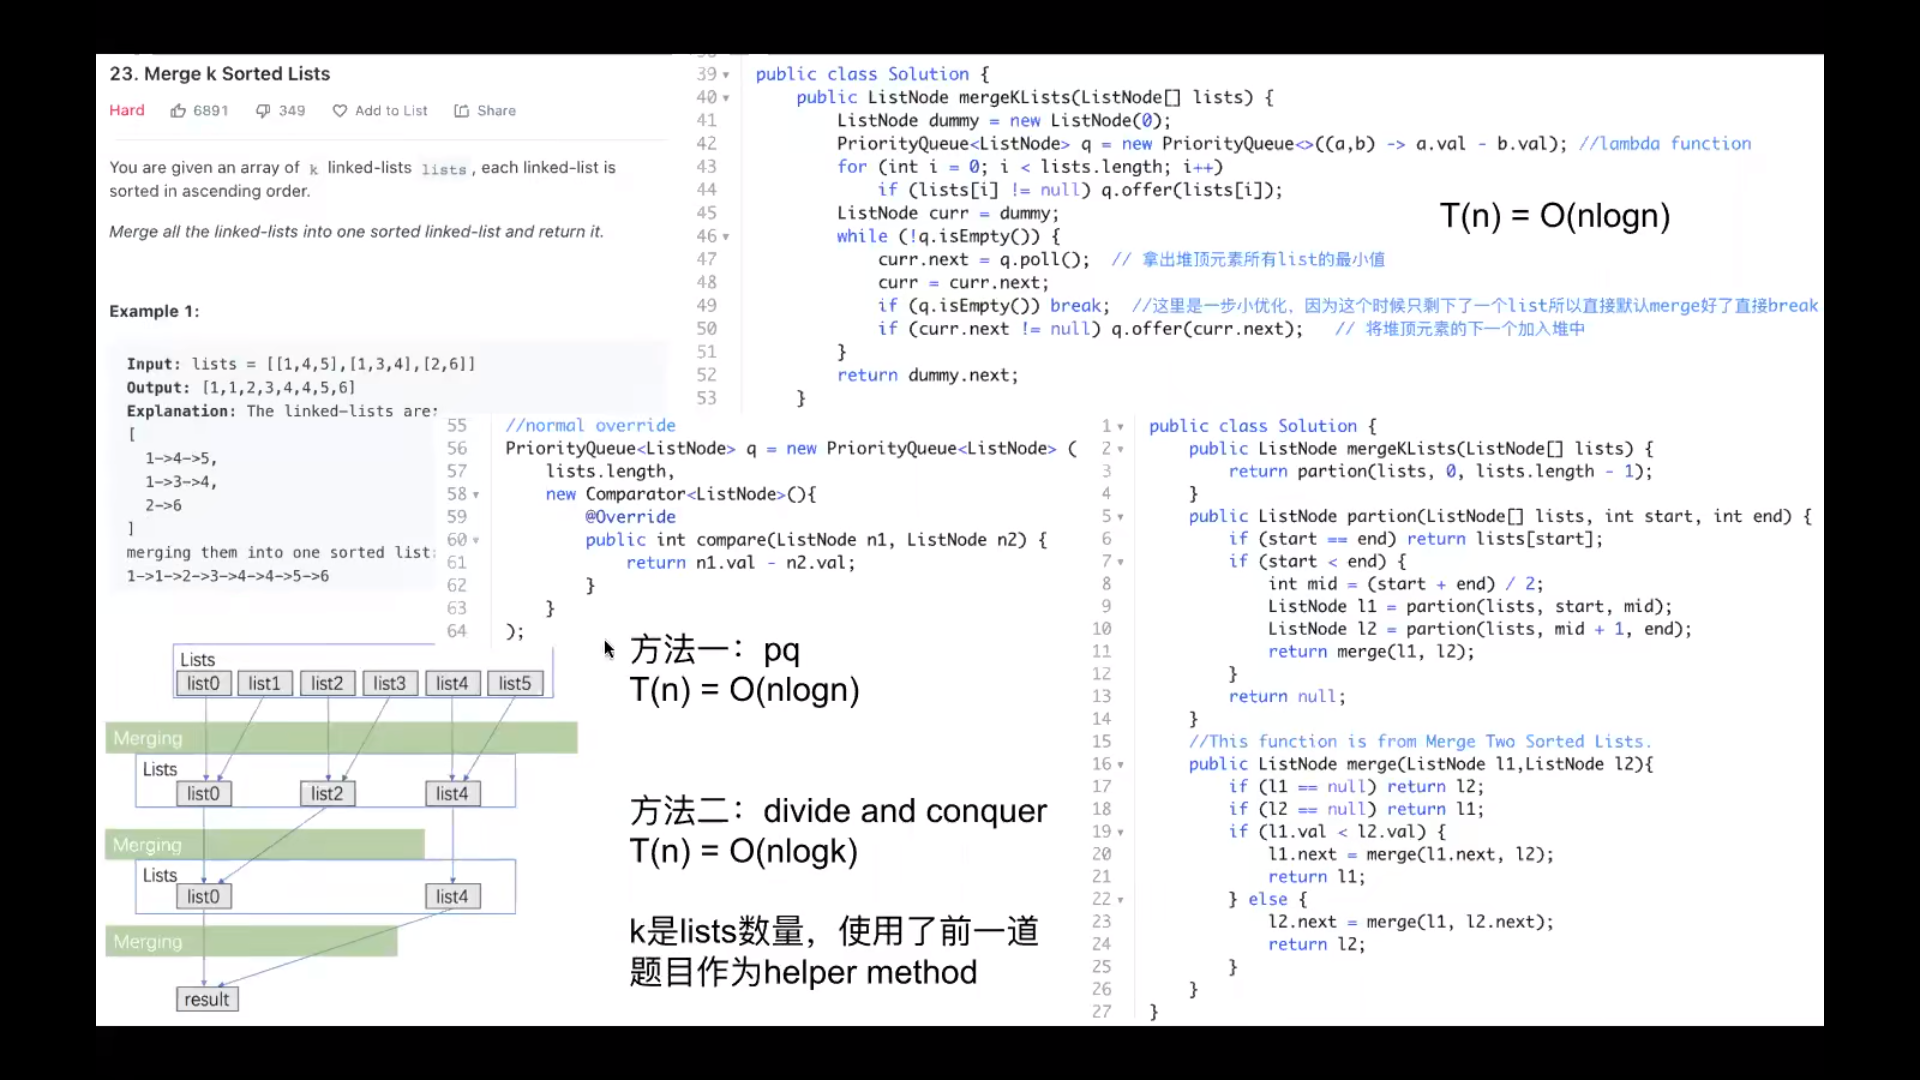 23. Merge k Sorted Lists
Hard 6891 349 Add to List Share
You are given an array of k linked-lists lists , each linked-list is
sorted in ascending order.
Merge all the linked-lists into one sorted linked-list and return it.
Example 1:
Input: lists = [[1,4,5],[1,3,4],[2,6]]
Output: [1,1,2,3,4,4,5,6]
Explanation: The linked-lists are:
[
1->4->5,
1->3->4,
2->6
]
merging them into one sorted list:
1->1->2->3->4->4->5->6
39 public class Solution {
40 public ListNode mergeKLists(ListNode[] lists) {
41 ListNode dummy = new ListNode(0);
42 PriorityQueue<ListNode> q = new PriorityQueue<>((a,b) -> a.val - b.val); //lambda function
43 for (int i = 0; i < lists.length; i++)
44 if (lists[i] != null) q.offer(lists[i]);
45 ListNode curr = dummy;
46 while (!q.isEmpty()) {
47 curr.next = q.poll(); // 拿出堆顶元素所有list的最小值
48 curr = curr.next;
49 if (q.isEmpty()) break; //这里是一步小优化，因为这个时候只剩下了一个list所以直接默认merge好了直接break
50 if (curr.next != null) q.offer(curr.next); // 将堆顶元素的下一个加入堆中
51 }
52 return dummy.next;
53 }
T(n) = O(nlogn)
55 //normal override
56 PriorityQueue<ListNode> q = new PriorityQueue<ListNode> (
57 lists.length,
58 new Comparator<ListNode>(){
59 @Override
60 public int compare(ListNode n1, ListNode n2) {
61 return n1.val - n2.val;
62 }
63 }
64 );
方法一：pq
T(n) = O(nlogn)
方法二：divide and conquer
T(n) = O(nlogk)
k是lists数量，使用了前一道
题目作为helper method
Lists
list0 list1 list2 list3 list4 list5
Merging
Lists
list0 list2 list4
Merging
Lists
list0 list4
Merging
result
1 public class Solution {
2 public ListNode mergeKLists(ListNode[] lists) {
3 return partion(lists, 0, lists.length - 1);
4 }
5 public ListNode partion(ListNode[] lists, int start, int end) {
6 if (start == end) return lists[start];
7 if (start < end) {
8 int mid = (start + end) / 2;
9 ListNode l1 = partion(lists, start, mid);
10 ListNode l2 = partion(lists, mid + 1, end);
11 return merge(l1, l2);
12 }
13 return null;
14 }
15 //This function is from Merge Two Sorted Lists.
16 public ListNode merge(ListNode l1,ListNode l2){
17 if (l1 == null) return l2;
18 if (l2 == null) return l1;
19 if (l1.val < l2.val) {
20 l1.next = merge(l1.next, l2);
21 return l1;
22 } else {
23 l2.next = merge(l1, l2.next);
24 return l2;
25 }
26 }
27 }